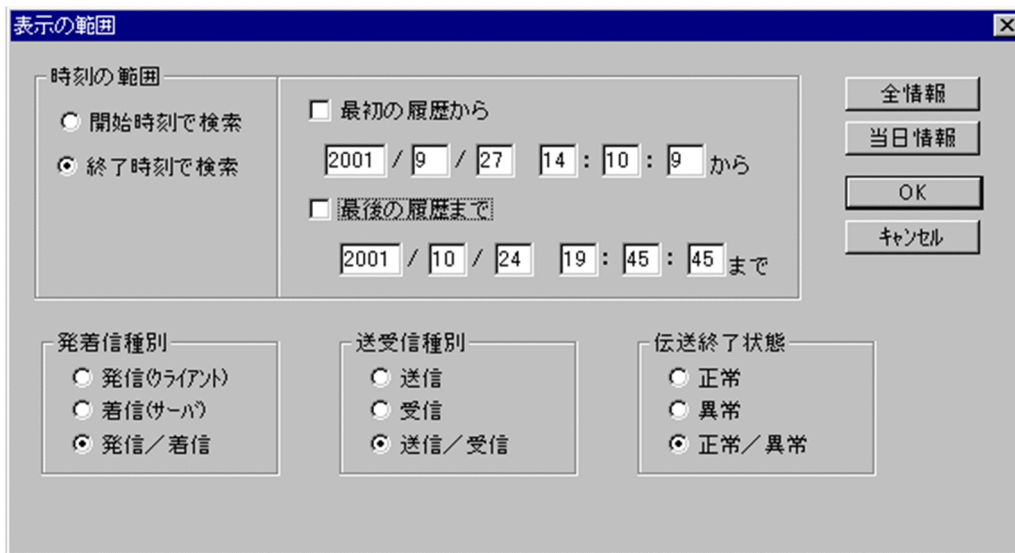 表示の範囲
時刻の範囲
開始時刻で検索
終了時刻で検索
最初の履歴から
2001 / 9 / 27 14 : 10 : 9 から
最後の履歴まで
2001 / 10 / 24 19 : 45 : 45 まで
全情報
当日情報
OK
キャンセル
発着信種別
発信(クライアント)
着信(サーバ)
発信/着信
送受信種別
送信
受信
送信/受信
伝送終了状態
正常
異常
正常/異常